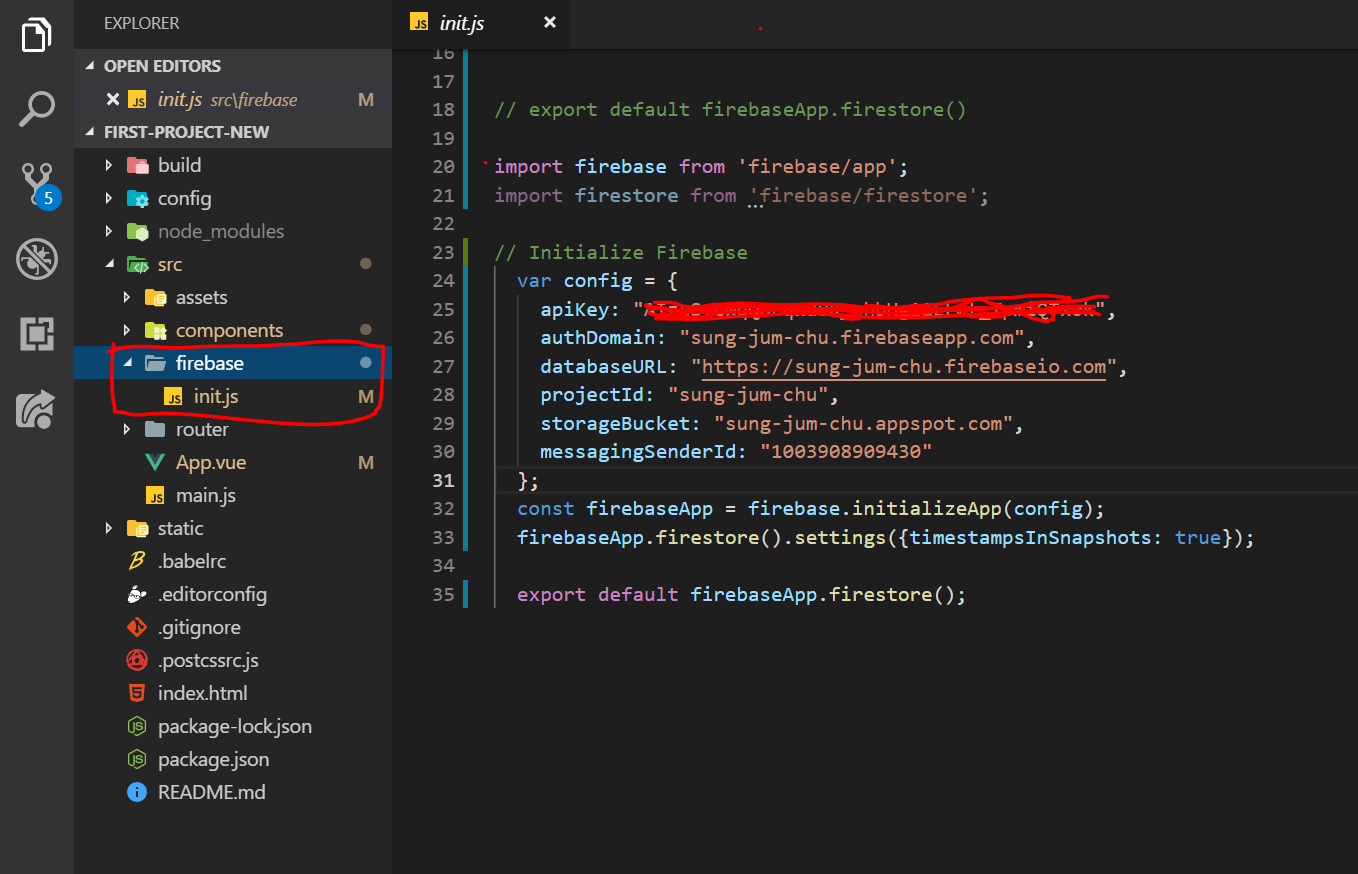 EXPLORER
OPEN EDITORS
init.js src\firebase M
FIRST-PROJECT-NEW
build
config
node_modules
src
assets
components
firebase
init.js M
router
App.vue M
main.js
static
.babelrc
.editorconfig
.gitignore
.postcssrc.js
index.html
package-lock.json
package.json
README.md
5
init.js
16
17
18 // export default firebaseApp.firestore()
19
20 import firebase from 'firebase/app';
21 import firestore from 'firebase/firestore';
22
23 // Initialize Firebase
24 var config = {
25 apiKey: "",
26 authDomain: "sung-jum-chu.firebaseapp.com",
27 databaseURL: "https://sung-jum-chu.firebaseio.com",
28 projectId: "sung-jum-chu",
29 storageBucket: "sung-jum-chu.appspot.com",
30 messagingSenderId: "1003908909430"
31 };
32 const firebaseApp = firebase.initializeApp(config);
33 firebaseApp.firestore().settings({timestampsInSnapshots: true});
34
35 export default firebaseApp.firestore();